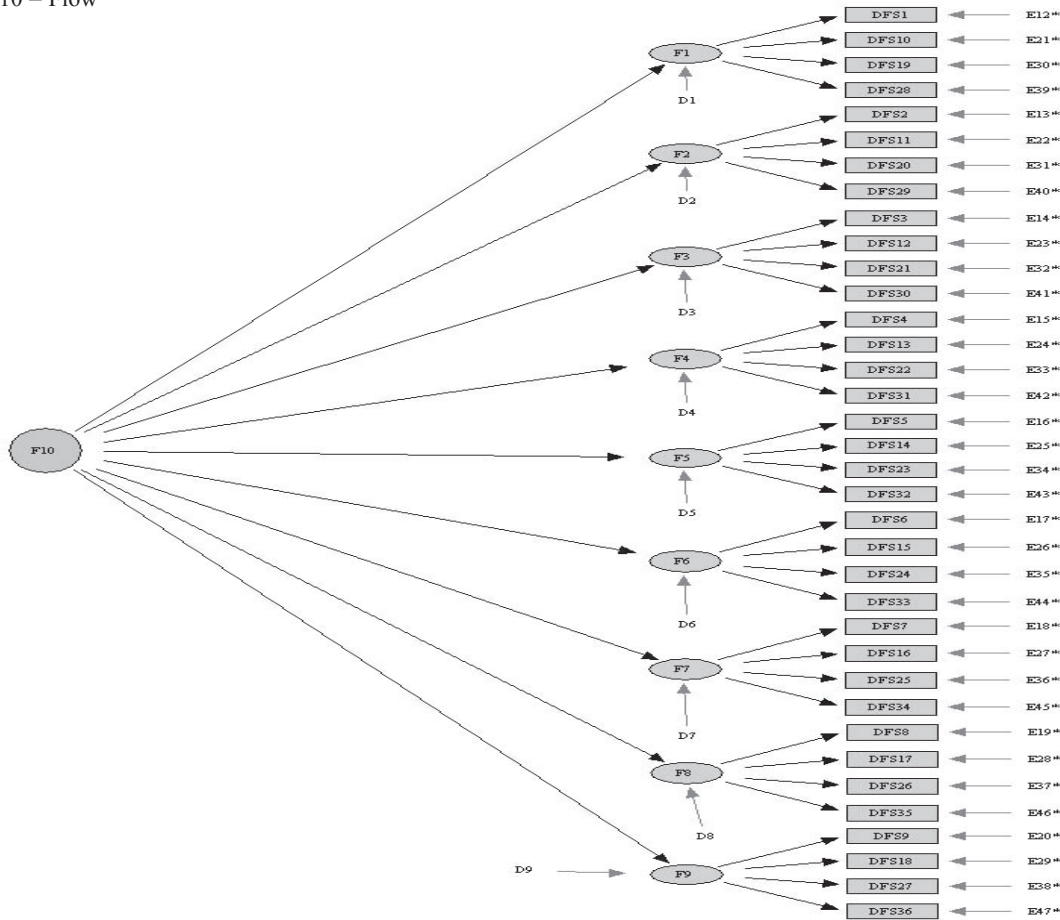 10 – Flow
DFS1 E12*
F1 DFS10 E21*
DFS19 E30*
D1 DFS28 E39*
DFS2 E13*
F2 DFS11 E22*
DFS20 E31*
D2 DFS29 E40*
DFS3 E14*
F3 DFS12 E23*
DFS21 E32*
D3 DFS30 E41*
DFS4 E15*
F4 DFS13 E24*
DFS22 E33*
D4 DFS31 E42*
DFS5 E16*
F10 F5 DFS14 E25*
DFS23 E34*
D5 DFS32 E43*
DFS6 E17*
F6 DFS15 E26*
DFS24 E35*
D6 DFS33 E44*
DFS7 E18*
F7 DFS16 E27*
DFS25 E36*
D7 DFS34 E45*
DFS8 E19*
F8 DFS17 E28*
DFS26 E37*
D8 DFS35 E46*
DFS9 E20*
D9 F9 DFS18 E29*
DFS27 E38*
DFS36 E47*